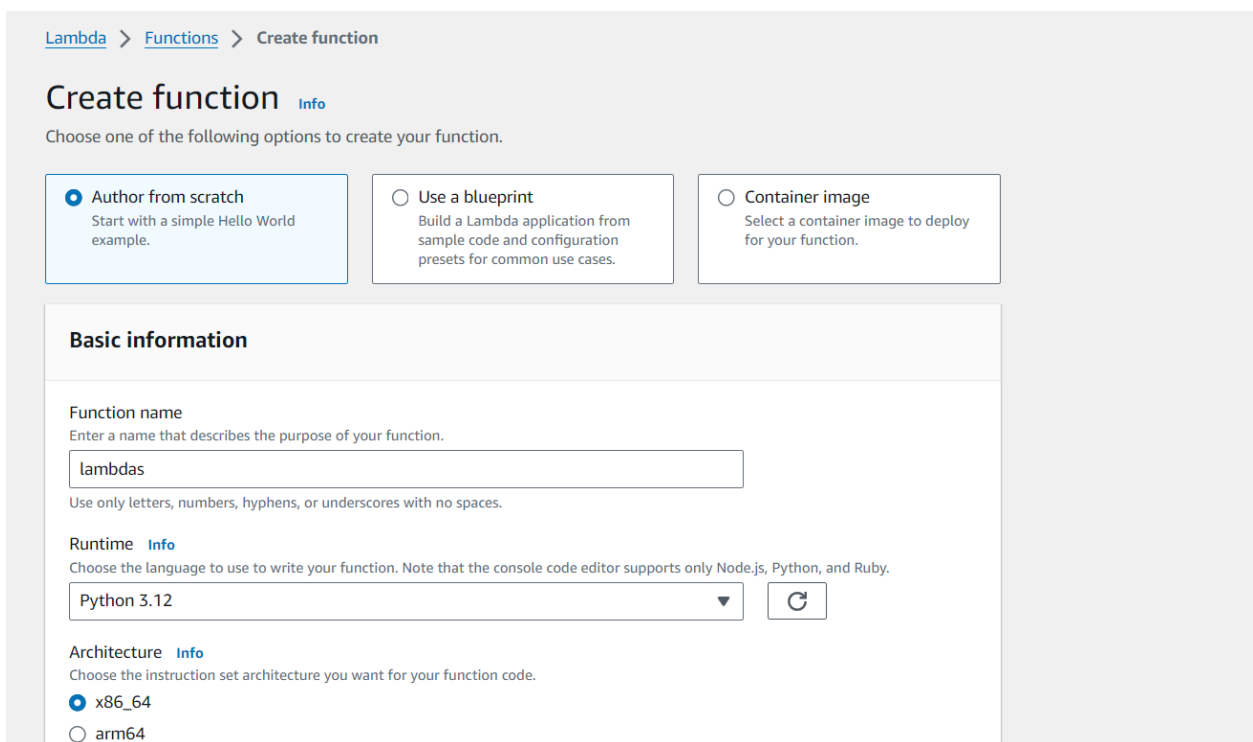 Lambda > Functions > Create function
Create function Info
Choose one of the following options to create your function.
Author from scratch
Start with a simple Hello World
example.
Use a blueprint
Build a Lambda application from
sample code and configuration
presets for common use cases.
Container image
Select a container image to deploy
for your function.
Basic information
Function name
Enter a name that describes the purpose of your function.
lambdas
Use only letters, numbers, hyphens, or underscores with no spaces.
Runtime Info
Choose the language to use to write your function. Note that the console code editor supports only Node.js, Python, and Ruby.
Python 3.12
Architecture Info
Choose the instruction set architecture you want for your function code.
x86_64
arm64